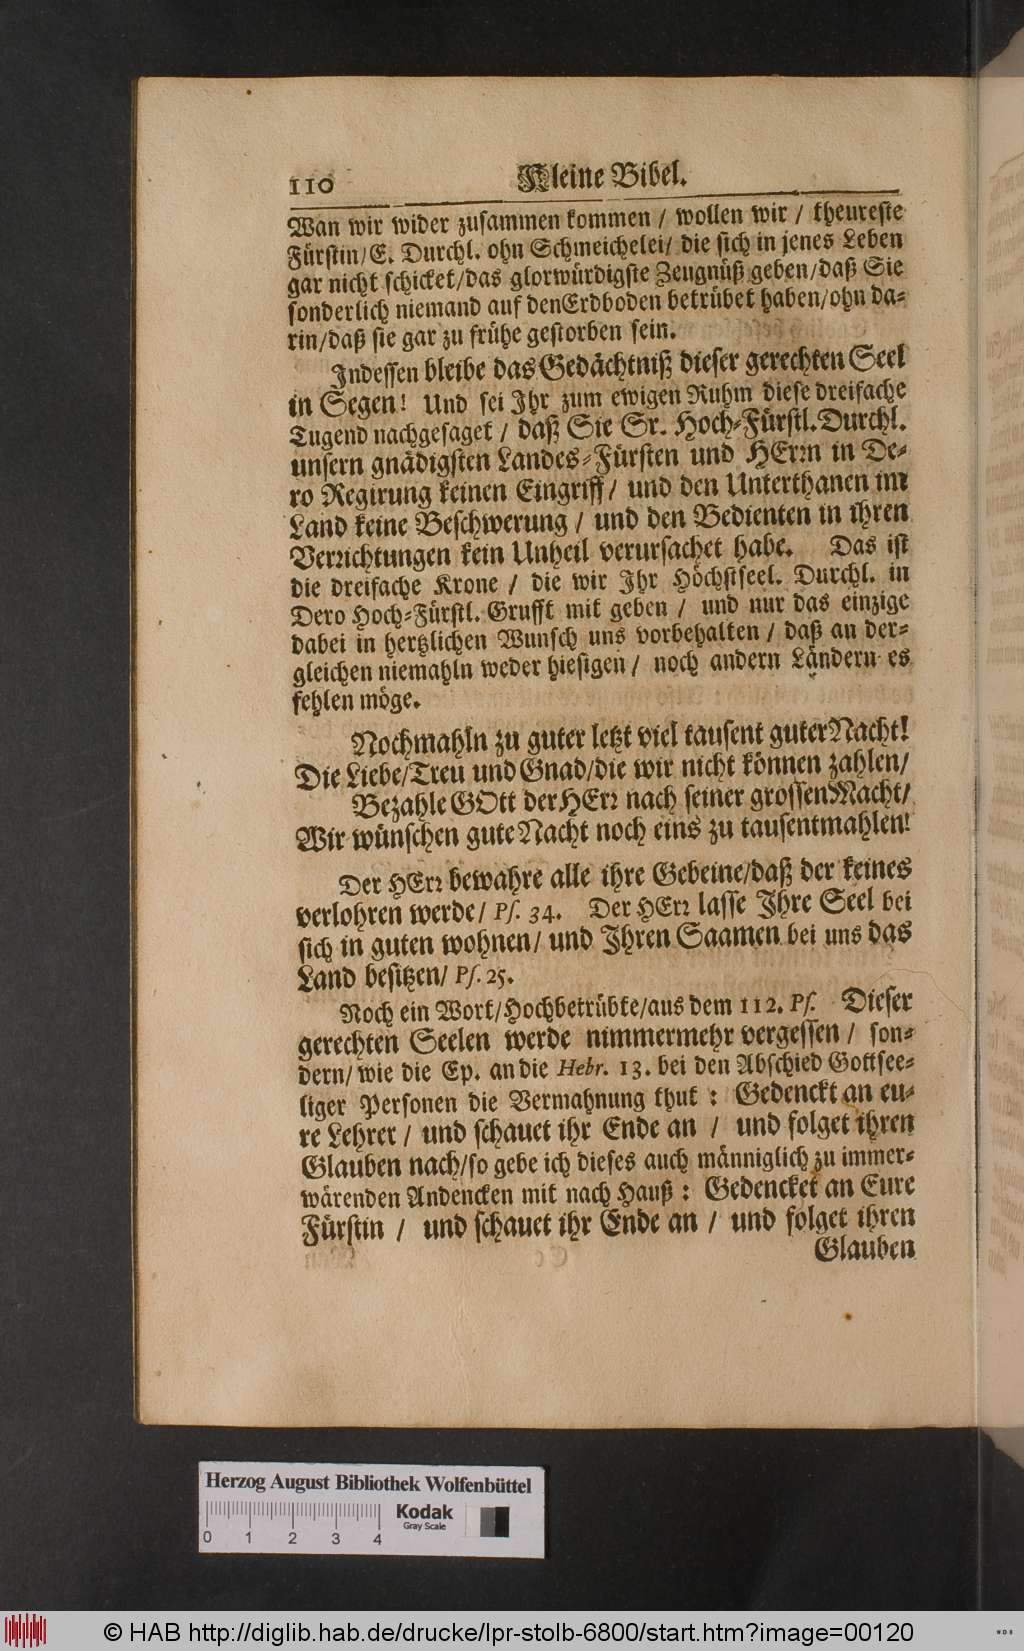 110 Kleine Bibel.
Wan wir wider zusammen kommen / wollen wir / theureste
Fürstin/E. Durchl. ohn Schmeichelei/ die sich in jenes Leben
gar nicht schicket/das glorwürdigste Zeugnüß geben/daß Sie
sonderlich niemand auf den Erdboden betrübet haben/ohn da-
rin/daß sie gar zu frühe gestorben sein.
Indessen bleibe das Gedächtniß dieser gerechten Seel
in Segen! Und sei Ihr zum ewigen Ruhm diese dreifache
Tugend nachgesaget / daß Sie Sr. Hoch-Fürstl. Durchl.
unsern gnädigsten Landes-Fürsten und HErrn in De-
ro Regirung keinen Eingriff / und den Unterthanen im
Land keine Beschwerung / und den Bedienten in ihren
Verrichtungen kein Unheil verursachet habe. Das ist
die dreifache Krone / die wir Ihr Höchstseel. Durchl. in
Dero Hoch-Fürstl. Grufft mit geben / und nur das einzige
dabei in hertzlichen Wunsch uns vorbehalten / daß an der-
gleichen niemahln weder hiesigen / noch andern Ländern es
fehlen möge.
Nochmahln zu guter letzt viel tausent guter Nacht!
Die Liebe/Treu und Gnad/die wir nicht können zahlen/
Bezahle GOtt der HErr nach seiner grossen Macht/
Wir wünschen gute Nacht noch eins zu tausentmahlen!
Der HErr bewahre alle ihre Gebeine/daß der keines
verlohren werde/ Ps. 34. Der HErr lasse Ihre Seel bei
sich in guten wohnen/ und Ihren Saamen bei uns das
Land besitzen/ Ps. 25.
Noch ein Wort/Hochbetrübte/aus dem 112. Ps. Dieser
gerechten Seelen werde nimmermehr vergessen / son-
dern/ wie die Ep. an die Hebr. 13. bei den Abschied Gottsee-
liger Personen die Vermahnung thut : Gedenckt an eu-
re Lehrer / und schauet ihr Ende an / und folget ihren
Glauben nach/so gebe ich dieses auch männiglich zu immer-
wärenden Andencken mit nach Hauß : Gedencket an Eure
Fürstin / und schauet ihr Ende an / und folget ihren
Glauben
Herzog August Bibliothek Wolfenbüttel
Kodak
Gray Scale
0 1 2 3 4
© HAB http://diglib.hab.de/drucke/lpr-stolb-6800/start.htm?image=00120